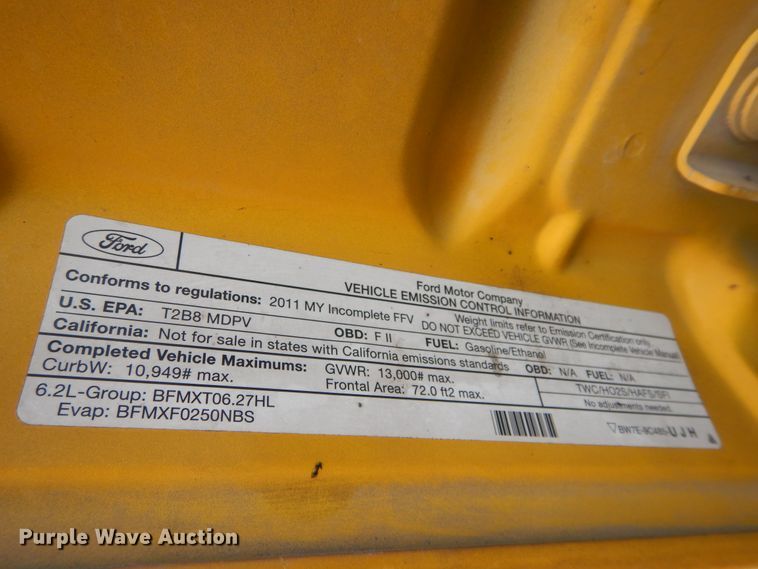 Ford
Ford Motor Company
VEHICLE EMISSION CONTROL INFORMATION
Conforms to regulations: 2011 MY Incomplete FFV
Weight limits refer to Emission Certification only.
DO NOT EXCEED VEHICLE GVWR (See Incomplete Vehicle Manual)
U.S. EPA: T2B8 MDPV OBD: F II FUEL: Gasoline/Ethanol
California: Not for sale in states with California emissions standards OBD: N/A FUEL: N/A
Completed Vehicle Maximums: GVWR: 13,000# max.
CurbW: 10,949# max. Frontal Area: 72.0 ft2 max.
TWC/HO2S/HAFS/SFI
No adjustments needed.
6.2L-Group: BFMXT06.27HL
Evap: BFMXF0250NBS
BW7E-9C485- UJH
Purple Wave Auction